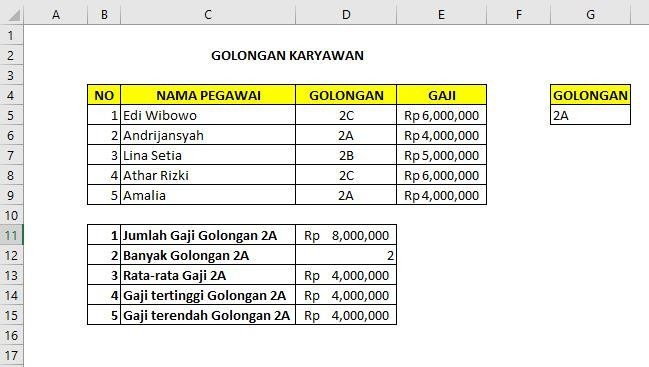 A B C D E F G
1
2 GOLONGAN KARYAWAN
3
4 NO NAMA PEGAWAI GOLONGAN GAJI GOLONGAN
5 1 Edi Wibowo 2C Rp 6,000,000 2A
6 2 Andrijansyah 2A Rp 4,000,000
7 3 Lina Setia 2B Rp 5,000,000
8 4 Athar Rizki 2C Rp 6,000,000
9 5 Amalia 2A Rp 4,000,000
10
11 1 Jumlah Gaji Golongan 2A Rp 8,000,000
12 2 Banyak Golongan 2A 2
13 3 Rata-rata Gaji 2A Rp 4,000,000
14 4 Gaji tertinggi Golongan 2A Rp 4,000,000
15 5 Gaji terendah Golongan 2A Rp 4,000,000
16
17